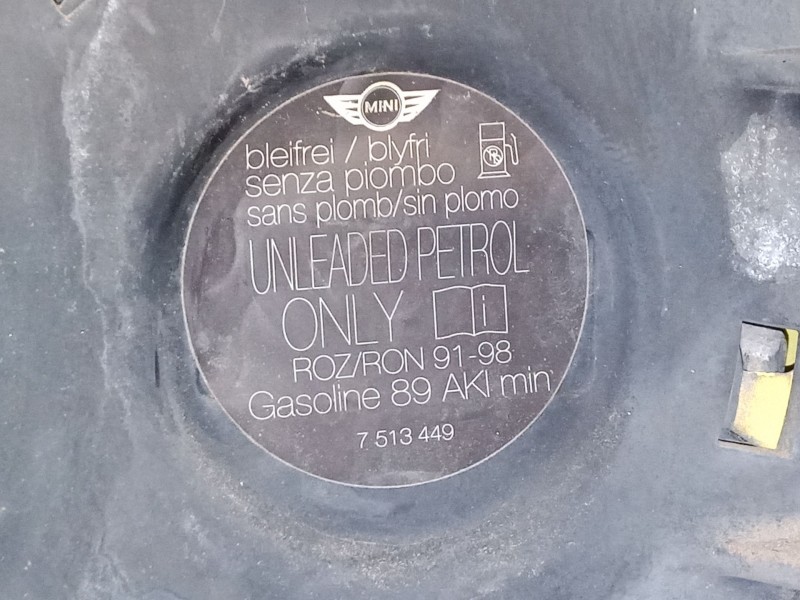 MINI
bleifrei / blyfri
senza piombo
sans plomb/sin plomo
UNLEADED PETROL
ONLY i
ROZ/RON 91-98
Gasoline 89 AKI min
7 513 449